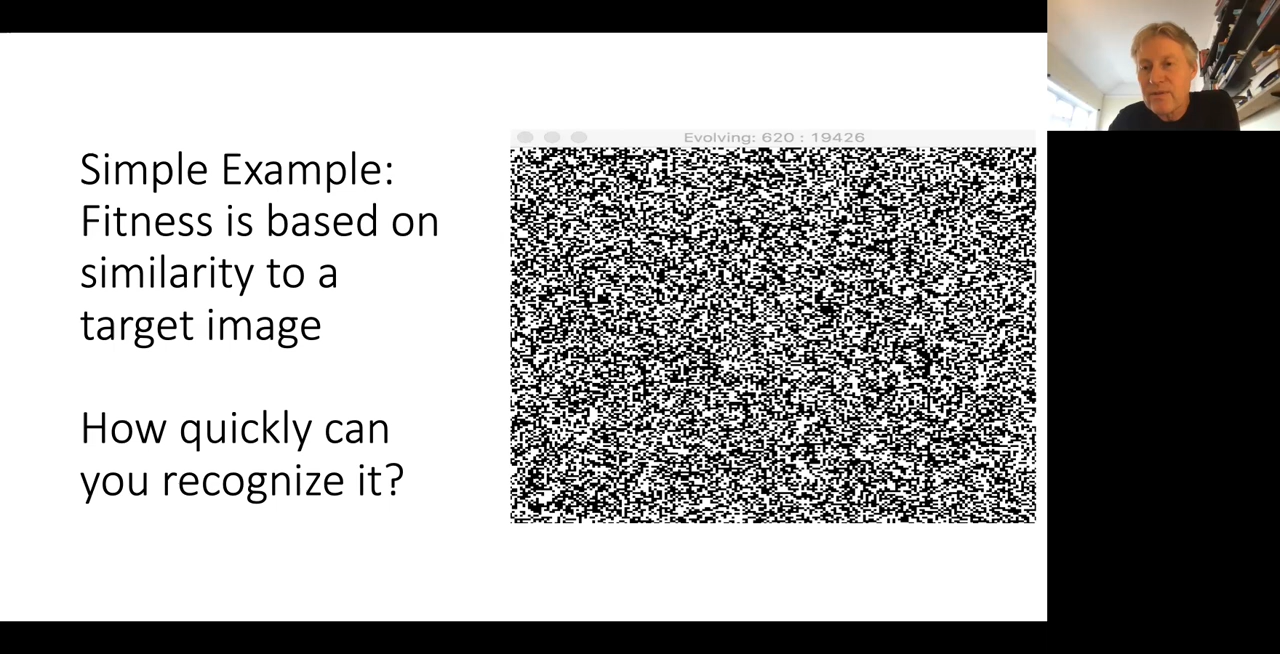 Simple Example:
Fitness is based on
similarity to a
target image
How quickly can
you recognize it?
Evolving: 620 : 19426